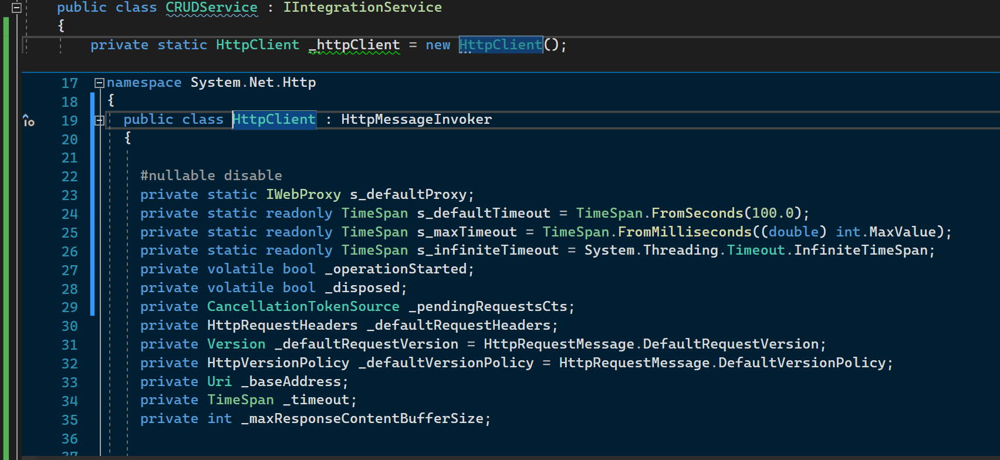 public class CRUDService : IIntegrationService
{
private static HttpClient _httpClient = new HttpClient();
17 namespace System.Net.Http
18 {
19 public class HttpClient : HttpMessageInvoker
20 {
21
22 #nullable disable
23 private static IWebProxy s_defaultProxy;
24 private static readonly TimeSpan s_defaultTimeout = TimeSpan.FromSeconds(100.0);
25 private static readonly TimeSpan s_maxTimeout = TimeSpan.FromMilliseconds((double) int.MaxValue);
26 private static readonly TimeSpan s_infiniteTimeout = System.Threading.Timeout.InfiniteTimeSpan;
27 private volatile bool _operationStarted;
28 private volatile bool _disposed;
29 private CancellationTokenSource _pendingRequestsCts;
30 private HttpRequestHeaders _defaultRequestHeaders;
31 private Version _defaultRequestVersion = HttpRequestMessage.DefaultRequestVersion;
32 private HttpVersionPolicy _defaultVersionPolicy = HttpRequestMessage.DefaultVersionPolicy;
33 private Uri _baseAddress;
34 private TimeSpan _timeout;
35 private int _maxResponseContentBufferSize;
36
37